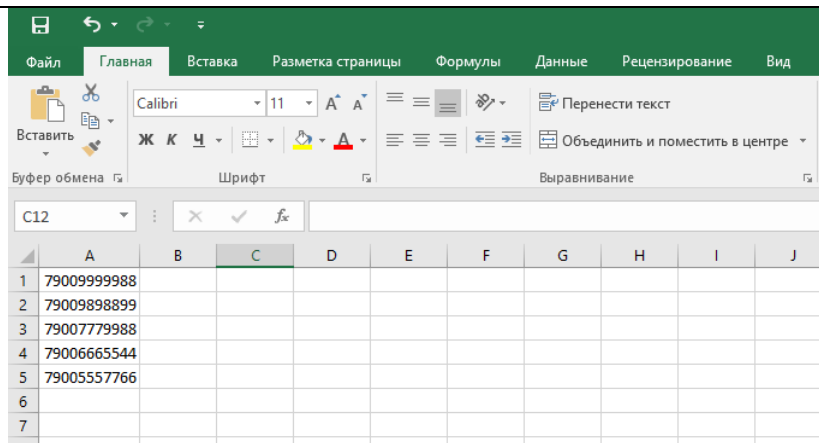 Файл Главная Вставка Разметка страницы Формулы Данные Рецензирование Вид
Calibri 11 Перенести текст
Вставить Ж К Ч Объединить и поместить в центре
Буфер обмена Шрифт Выравнивание
C12 fx
A B C D E F G H I J
1 79009999988
2 79009898899
3 79007779988
4 79006665544
5 79005557766
6
7